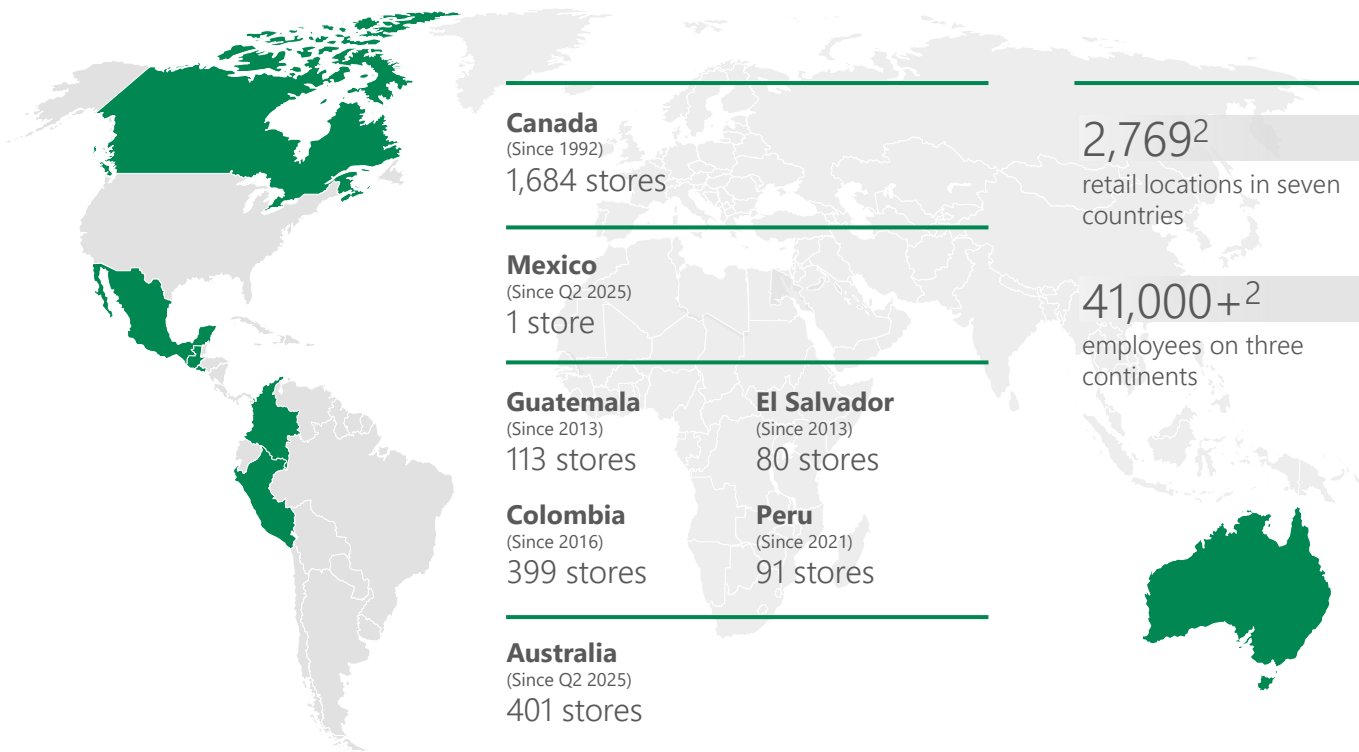 Canada
(Since 1992)
1,684 stores
Mexico
(Since Q2 2025)
1 store
Guatemala
(Since 2013)
113 stores
El Salvador
(Since 2013)
80 stores
Colombia
(Since 2016)
399 stores
Peru
(Since 2021)
91 stores
Australia
(Since Q2 2025)
401 stores
2,769²
retail locations in seven
countries
41,000+²
employees on three
continents